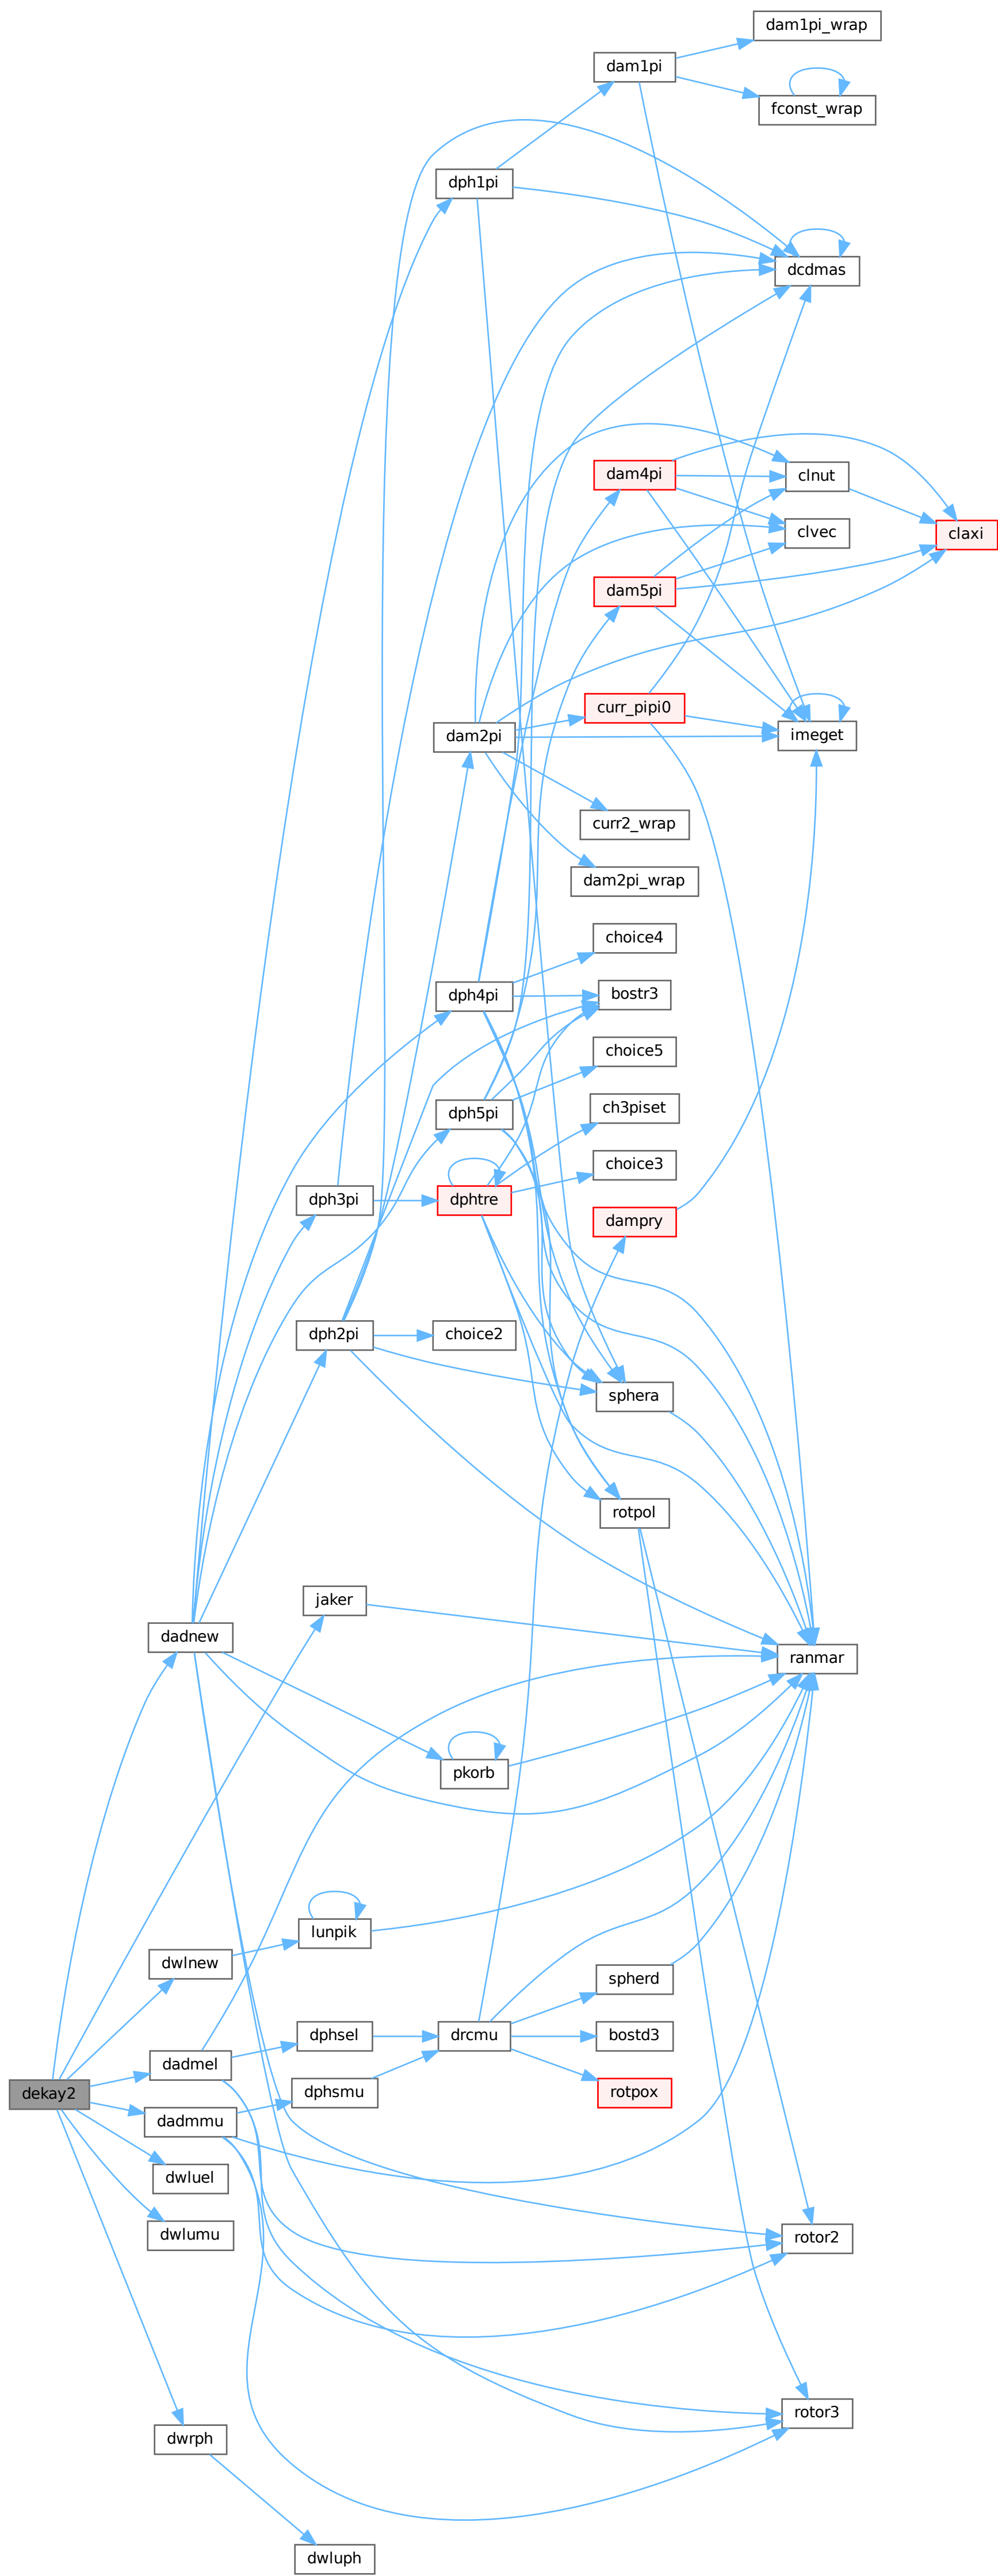 dam1pi_wrap
dam1pi
fconst_wrap
dph1pi
dcdmas
dam4pi
clnut
clvec
claxi
dam5pi
curr_pipi0
dam2pi
imeget
curr2_wrap
dam2pi_wrap
choice4
dph4pi
bostr3
choice5
dph5pi
ch3piset
choice3
dph3pi
dphtre
dampry
dph2pi
choice2
sphera
rotpol
jaker
dadnew
ranmar
pkorb
lunpik
dwlnew
spherd
dphsel
drcmu
bostd3
dadmel
dekay2
dphsmu
rotpox
dadmmu
dwluel
dwlumu
rotor2
rotor3
dwrph
dwluph